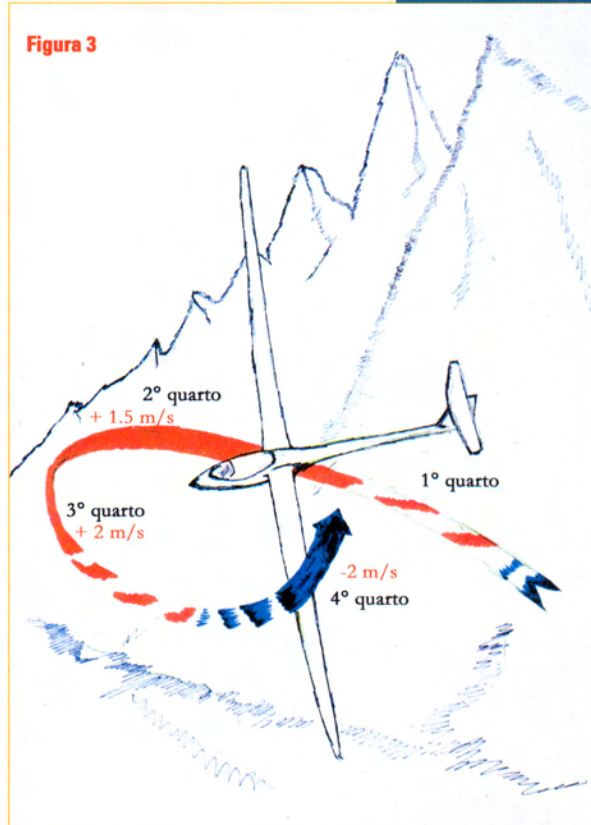 Figura 3
2° quarto
+ 1.5 m/s
1° quarto
3° quarto
+ 2 m/s
-2 m/s
4° quarto